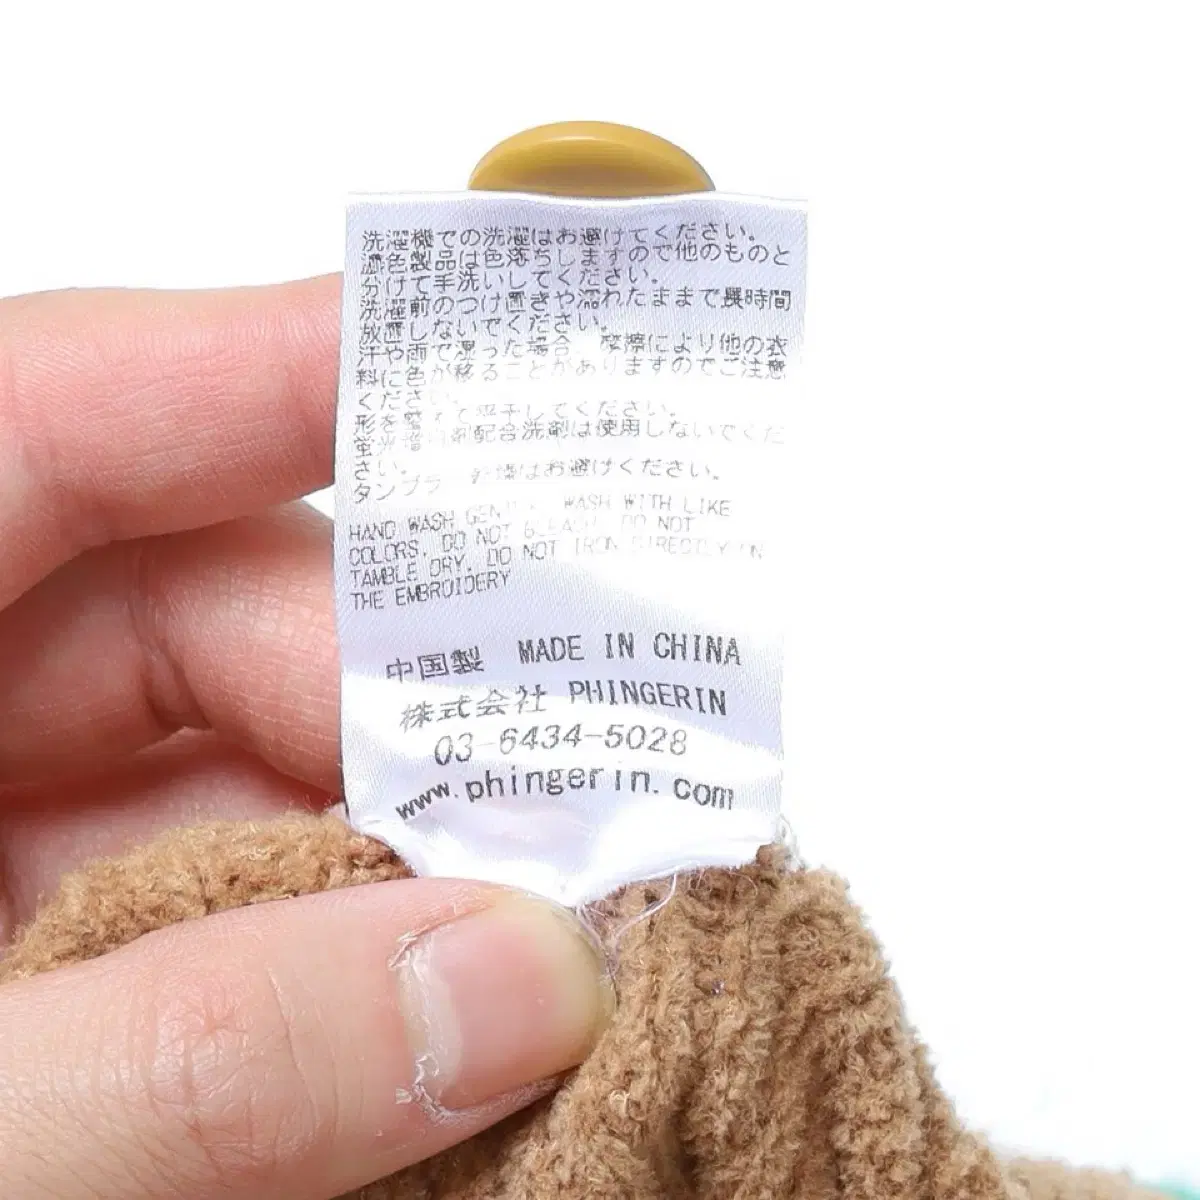 洗濯機での洗濯はお避けてください。
濃色製品は色落ちしますので他のものと
分けて手洗いしてください。
洗濯前のつけ置きや濡れたままで長時間
放置しないでください。
汗や雨で湿った場合、摩擦により他の衣
料に色が移ることがありますのでご注意
ください。
形を整えて平干してください。
蛍光増白剤配合洗剤は使用しないでくだ
さい。
タンブラー乾燥はお避けください。
HAND WASH GENTLY. WASH WITH LIKE
COLORS. DO NOT BLEACH. DO NOT
TAMBLE DRY. DO NOT IRON DIRECTLY ON
THE EMBROIDERY
中国製 MADE IN CHINA
株式会社 PHINGERIN
03-6434-5028
www.phingerin.com